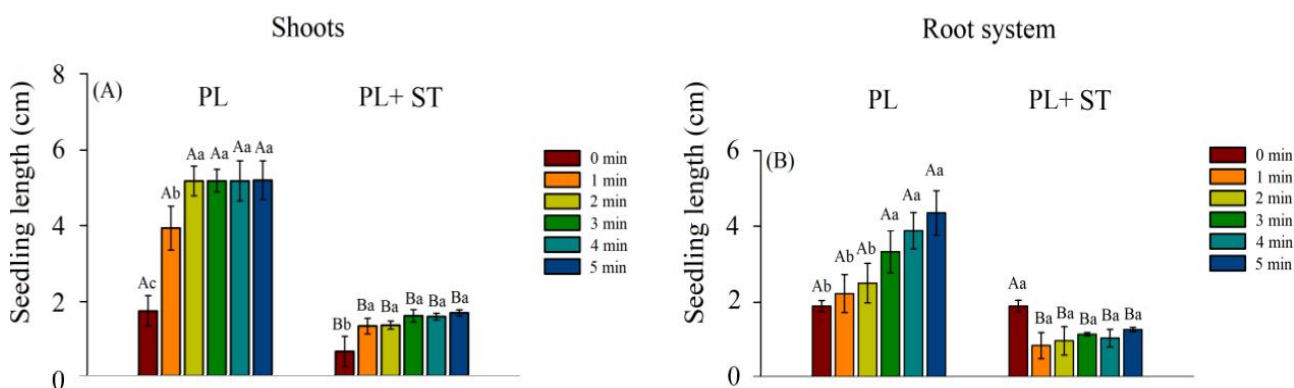 Shoots
Seedling length (cm)
8
6
4
2
0
(A)
PL
PL+ ST
Ac
Ab
Aa
Aa
Aa
Aa
Bb
Ba
Ba
Ba
Ba
Ba
0 min
1 min
2 min
3 min
4 min
5 min
Root system
Seedling length (cm)
6
4
2
0
(B)
PL
PL+ ST
Ab
Ab
Ab
Aa
Aa
Aa
Aa
Ba
Ba
Ba
Ba
Ba
0 min
1 min
2 min
3 min
4 min
5 min